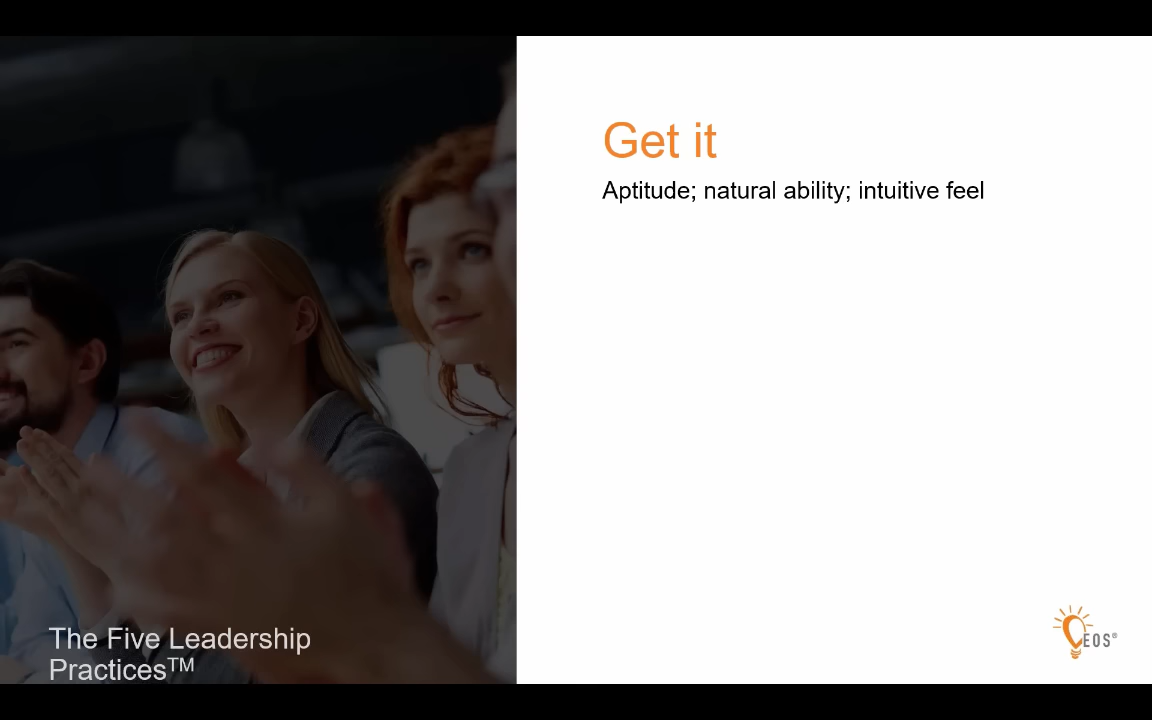 Get it
Aptitude; natural ability; intuitive feel
The Five Leadership
Practices™
EOS®